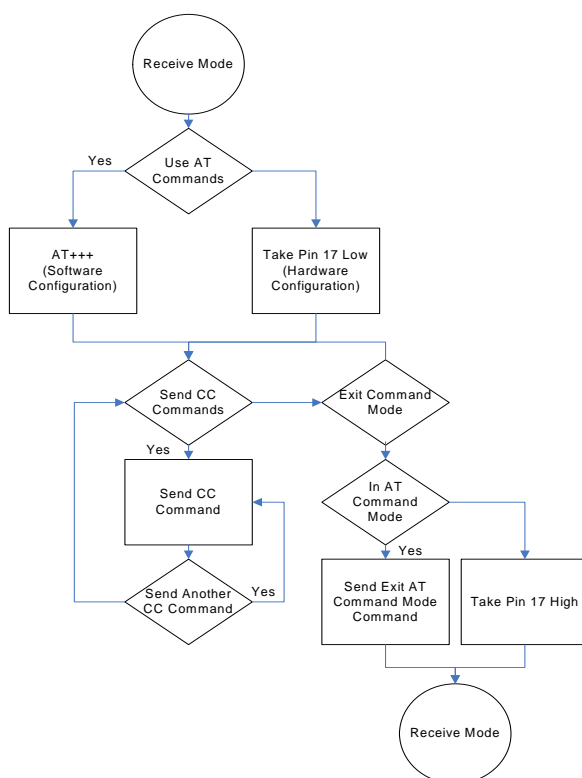 Receive Mode
Yes
Use AT
Commands
AT+++
(Software
Configuration)
Take Pin 17 Low
(Hardware
Configuration)
Send CC
Commands
Exit Command
Mode
Yes
Send CC
Command
In AT
Command
Mode
Yes
Send Another
CC Command
Yes
Send Exit AT
Command Mode
Command
Take Pin 17 High
Receive Mode